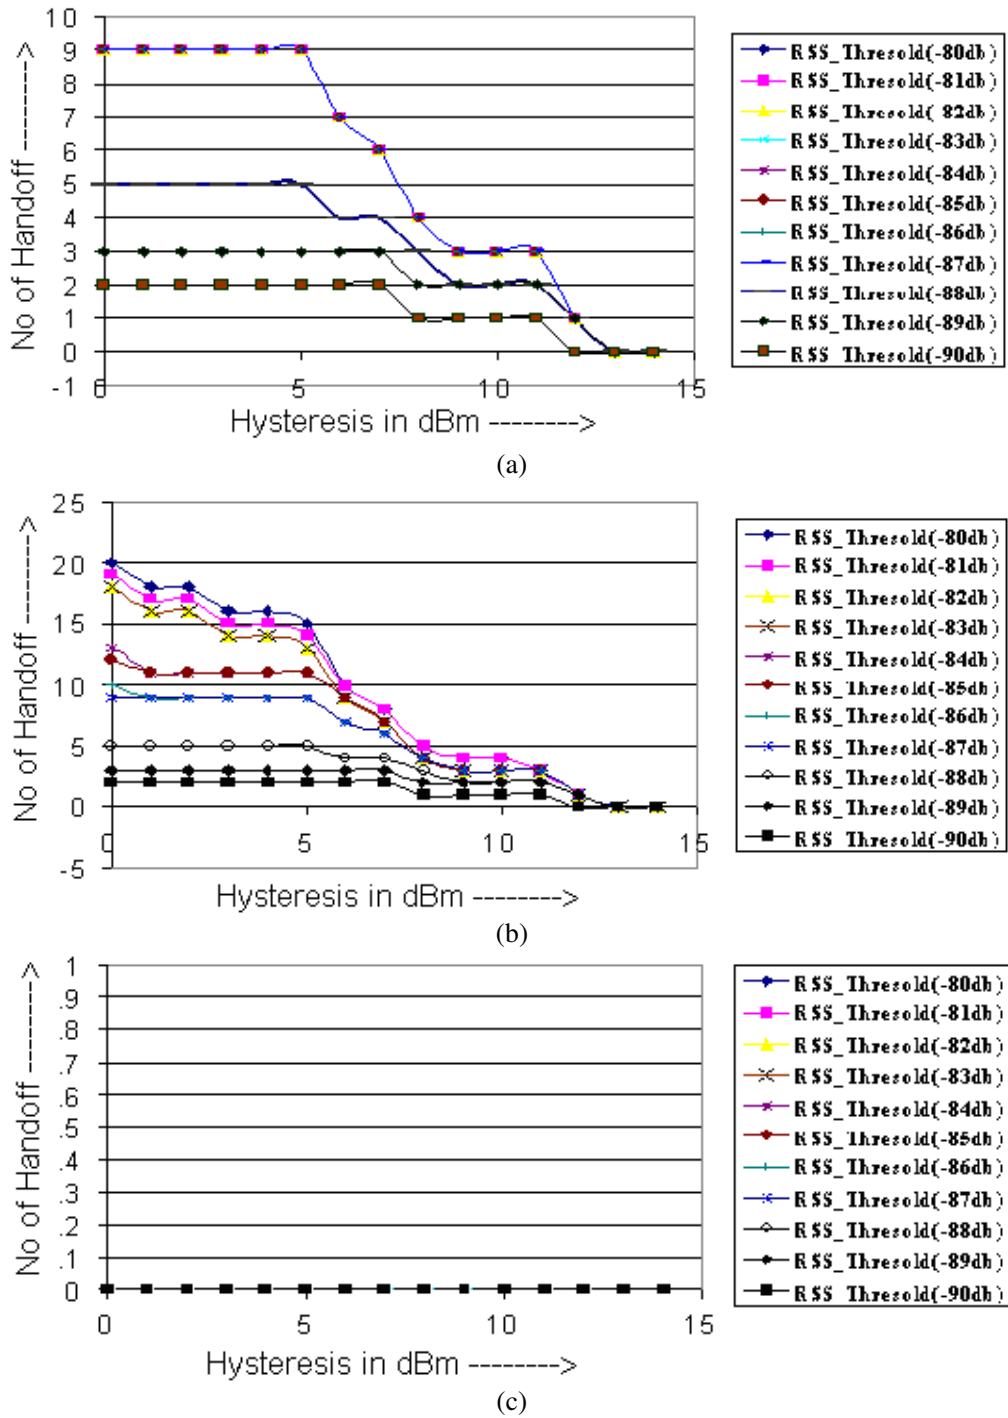 No of Handoff ------------>
10
9
8
7
6
5
4
3
2
1
0
-1
0
5
10
15
Hysteresis in dBm -------->
RSS_Thresold(-80db)
RSS_Thresold(-81db)
RSS_Thresold(-82db)
RSS_Thresold(-83db)
RSS_Thresold(-84db)
RSS_Thresold(-85db)
RSS_Thresold(-86db)
RSS_Thresold(-87db)
RSS_Thresold(-88db)
RSS_Thresold(-89db)
RSS_Thresold(-90db)
(a)
No of Handoff ------------>
25
20
15
10
5
0
-5
0
5
10
15
Hysteresis in dBm -------->
RSS_Thresold(-80db)
RSS_Thresold(-81db)
RSS_Thresold(-82db)
RSS_Thresold(-83db)
RSS_Thresold(-84db)
RSS_Thresold(-85db)
RSS_Thresold(-86db)
RSS_Thresold(-87db)
RSS_Thresold(-88db)
RSS_Thresold(-89db)
RSS_Thresold(-90db)
(b)
No of Handoff ------------>
1
.9
.8
.7
.6
.5
.4
.3
.2
.1
0
0
5
10
15
Hysteresis in dBm -------->
RSS_Thresold(-80db)
RSS_Thresold(-81db)
RSS_Thresold(-82db)
RSS_Thresold(-83db)
RSS_Thresold(-84db)
RSS_Thresold(-85db)
RSS_Thresold(-86db)
RSS_Thresold(-87db)
RSS_Thresold(-88db)
RSS_Thresold(-89db)
RSS_Thresold(-90db)
(c)